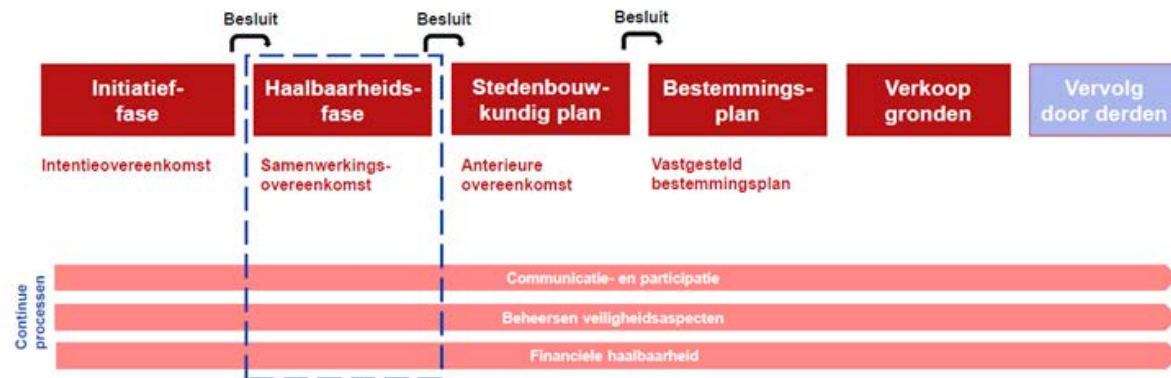 Besluit
Besluit
Besluit
Initiatief-
fase
Haalbaarheids-
fase
Stedenbouw-
kundig plan
Bestemmings-
plan
Verkoop
gronden
Vervolg
door derden
Intentieovereenkomst
Samenwerkings-
overeenkomst
Anterieure
overeenkomst
Vastgesteld
bestemmingsplan
Continue
processen
Communicatie- en participatie
Beheersen veiligheidsaspecten
Financiele haalbaarheid